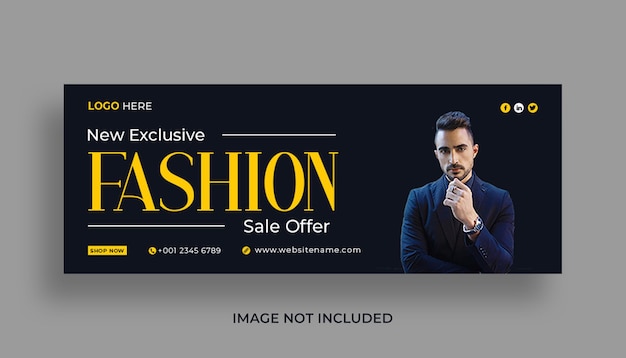 LOGO HERE
New Exclusive
FASHION
Sale Offer
SHOP NOW
+001 2345 6789
www.websitename.com
IMAGE NOT INCLUDED